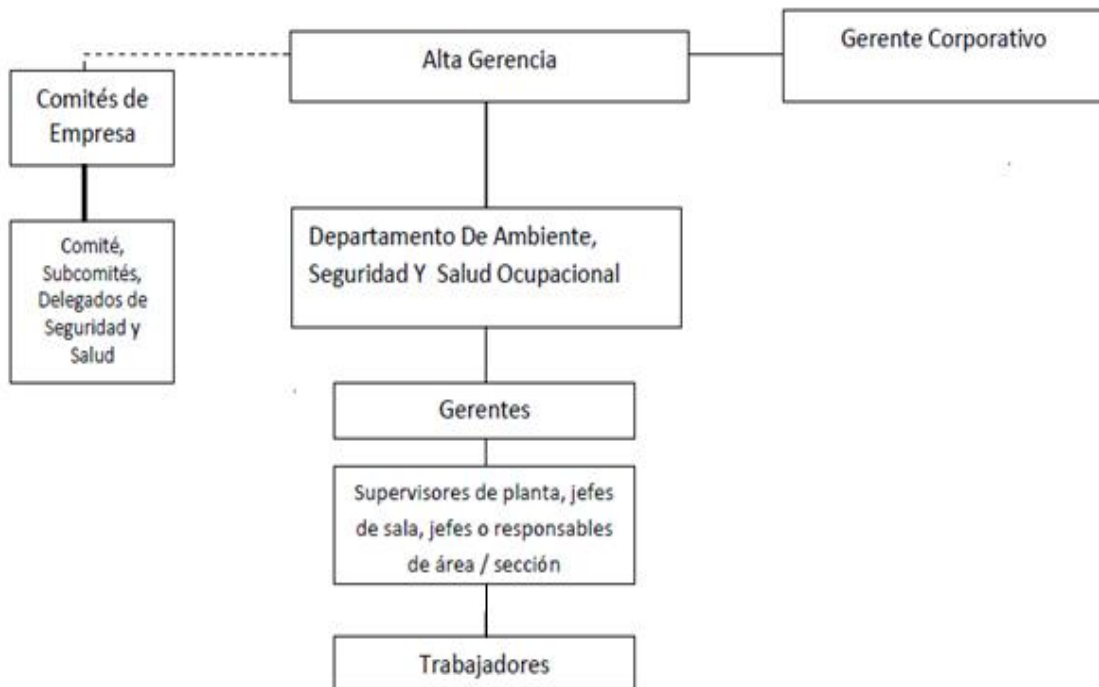 Alta Gerencia
Gerente Corporativo
Comités de
Empresa
Comité,
Subcomités,
Delegados de
Seguridad y
Salud
Departamento De Ambiente,
Seguridad Y Salud Ocupacional
Gerentes
Supervisores de planta, jefes
de sala, jefes o responsables
de área / sección
Trabajadores